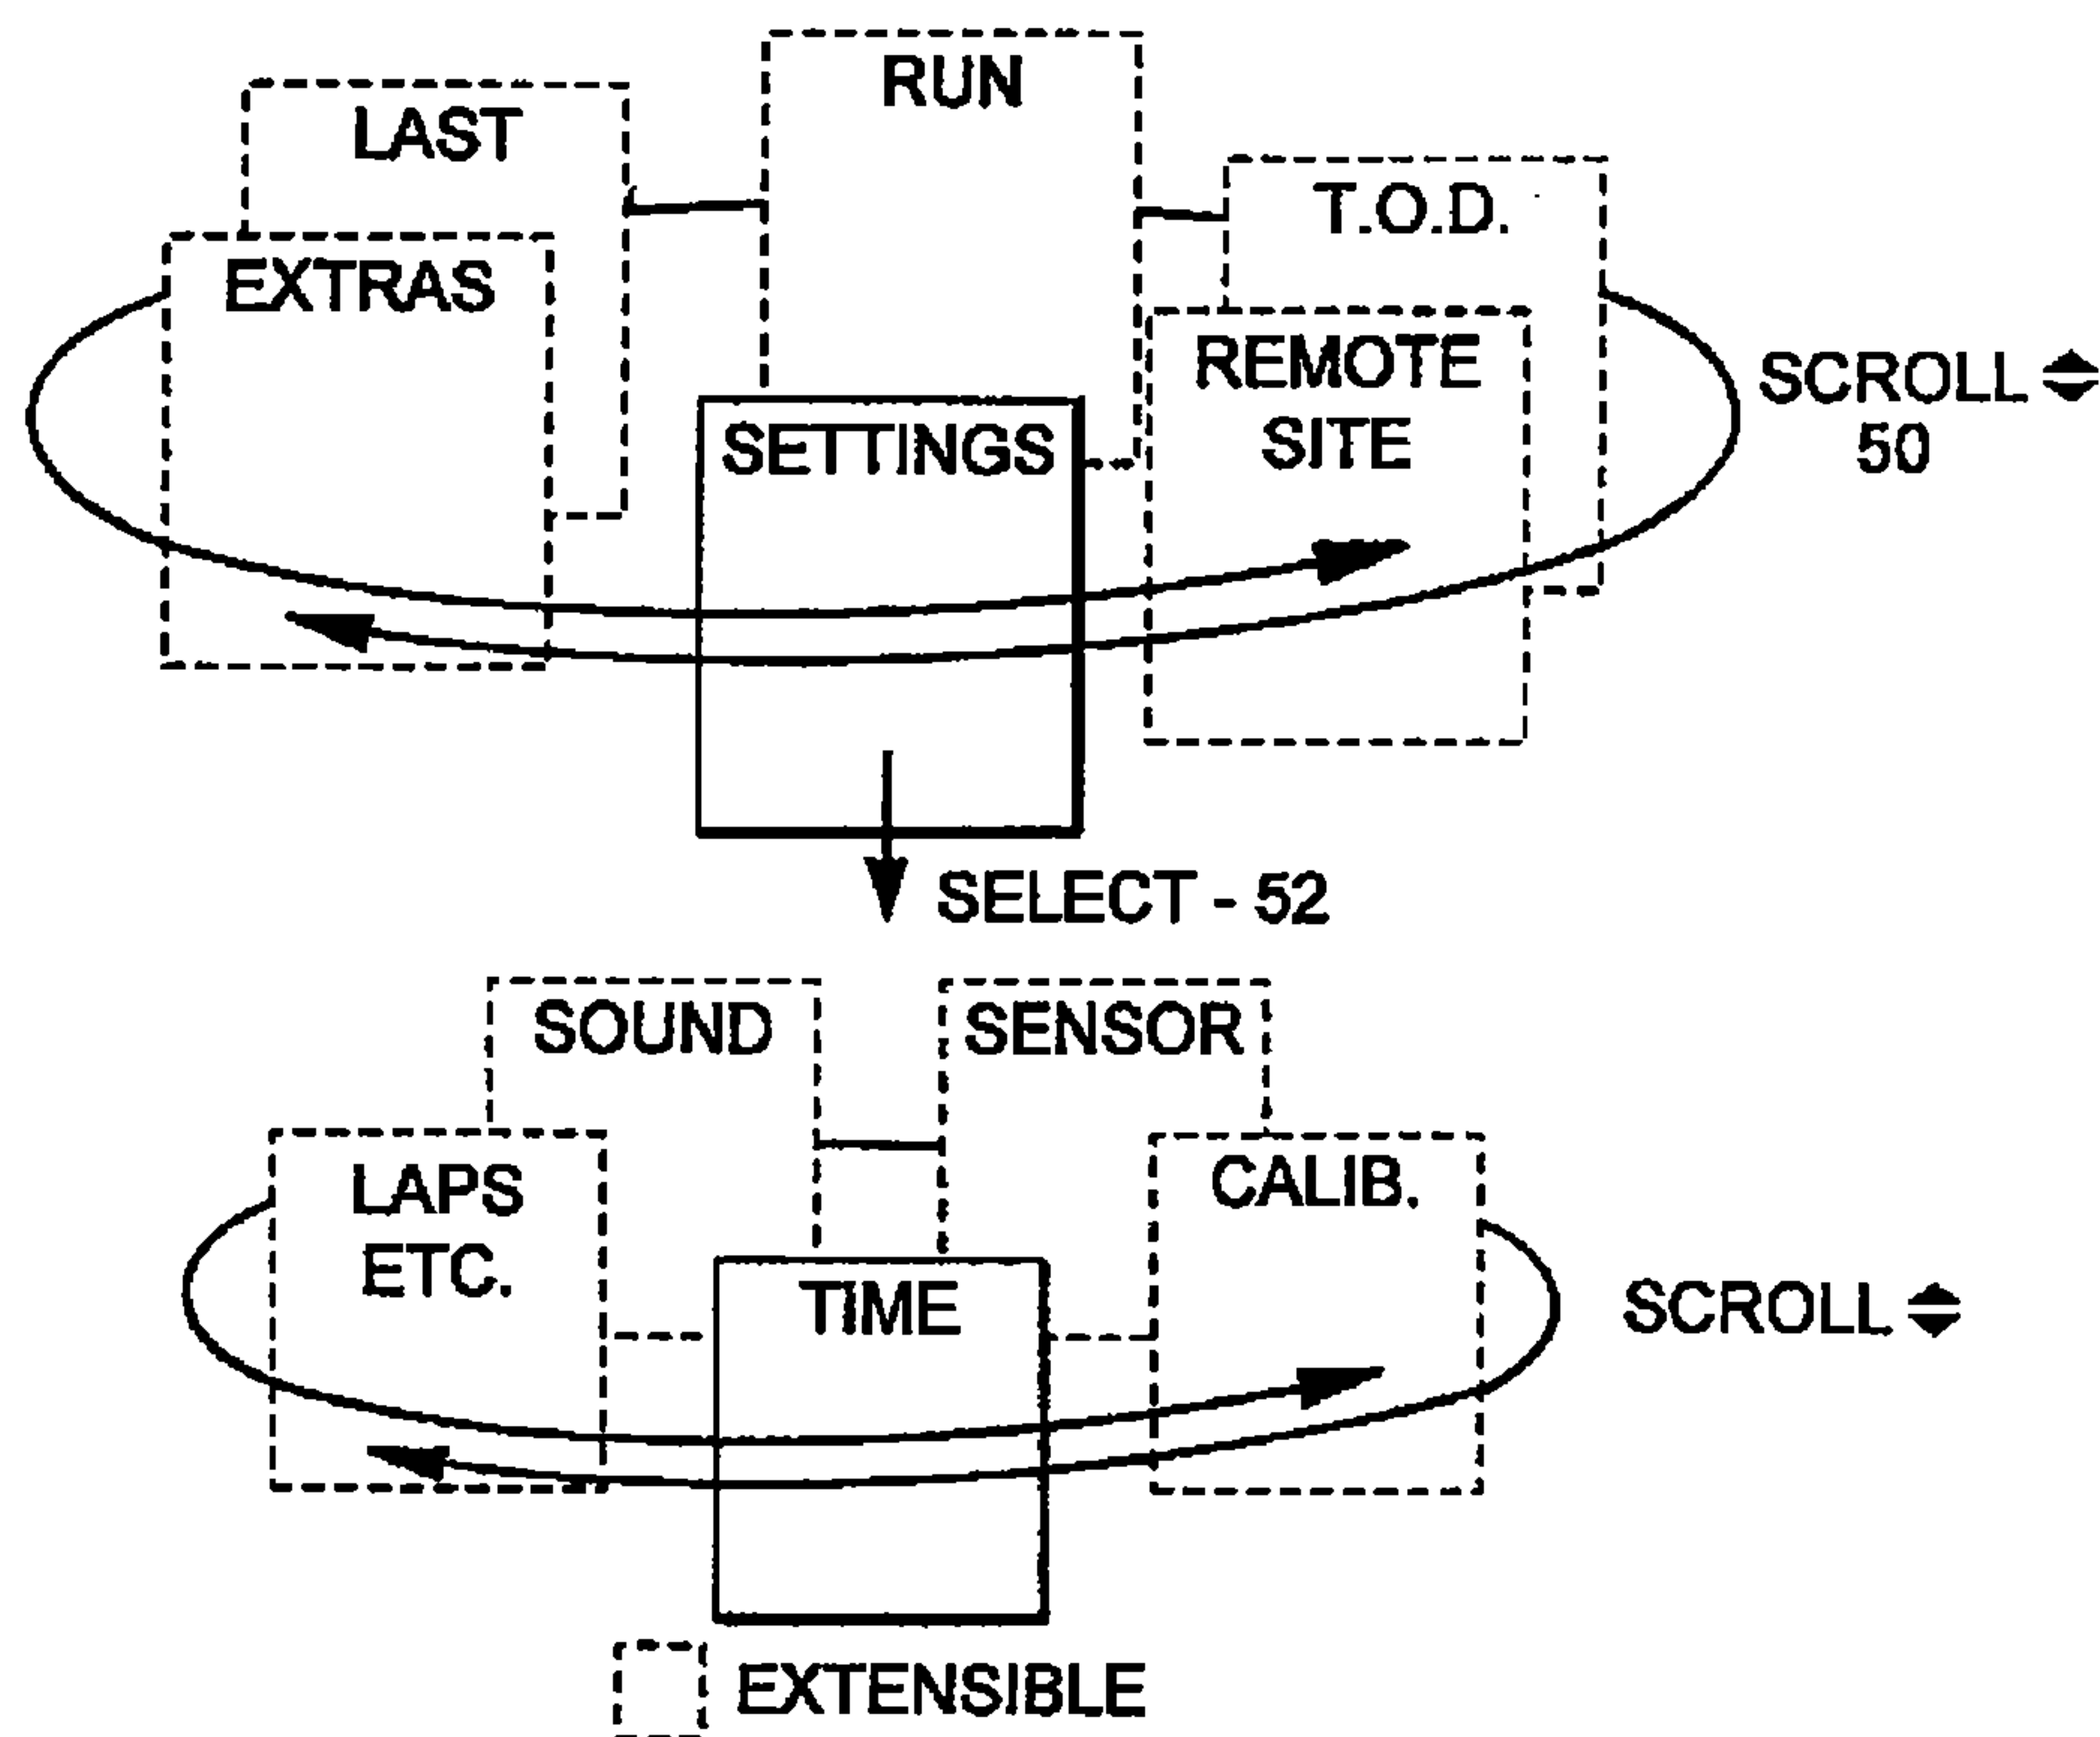 RUN
LAST
T.O.D.
EXTRAS
REMOTE
SITE
SCROLL
50
SETTINGS
SELECT - 52
SOUND
SENSOR
LAPS
ETC.
CALIB.
TIME
SCROLL
EXTENSIBLE